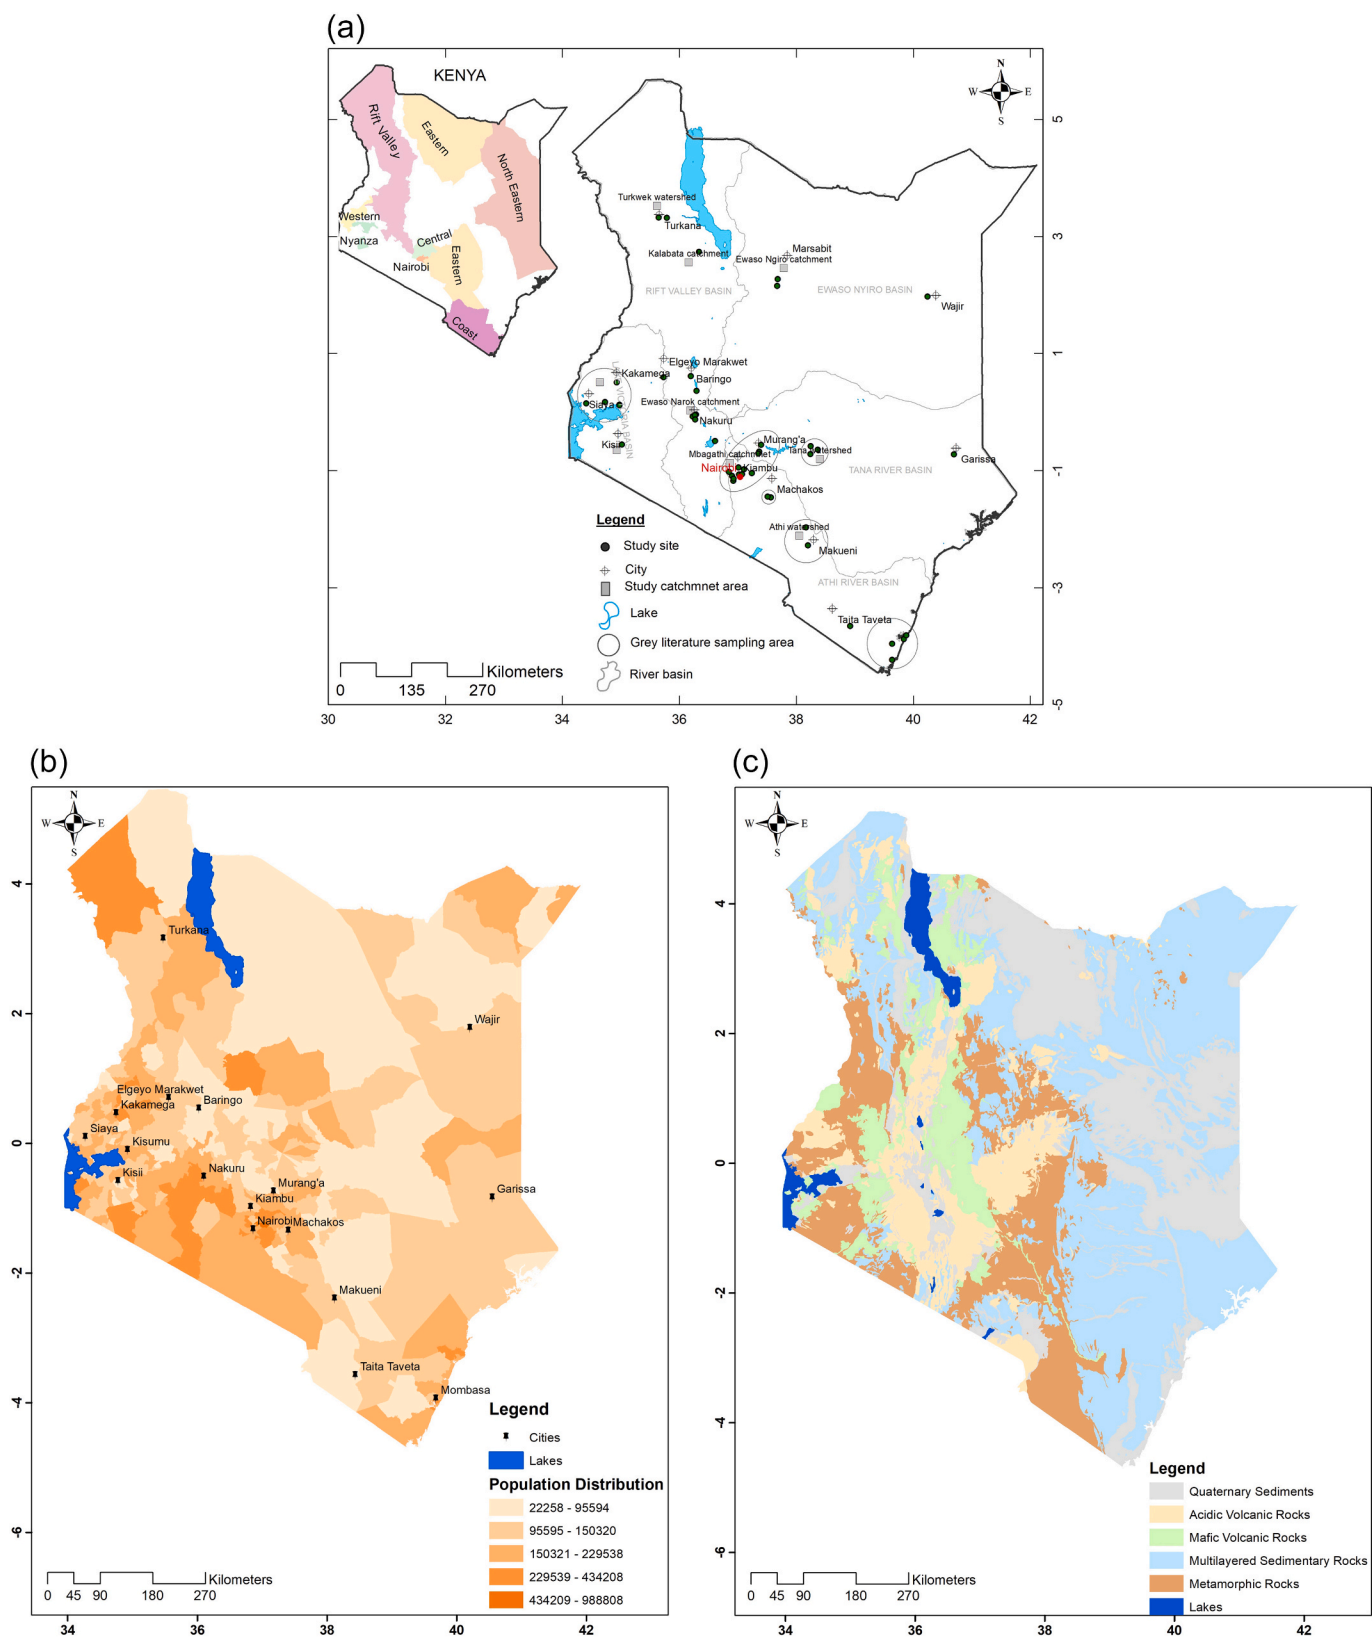 (a)
KENYA
N
W E
S
Rift Valley
Eastern
North Eastern
Western
Nyanza
Central
Nairobi
Eastern
Coast
5
3
1
-1
-3
-5
Turkwek watershed
Turkana
Kalabata catchment
Marsabit
Ewaso Ngiro catchment
RIFT VALLEY BASIN
EWASO NYIRO BASIN
Wajir
Elgeyo Marakwet
Kakamega
Baringo
Ewaso Narok catchment
Siaya
Nakuru
Kisii
Murang'a
Mbagathi catchmnet
Nairobi
Kiambu
TANA RIVER BASIN
Garissa
Machakos
Athi watershed
Makueni
ATHI RIVER BASIN
Taita Taveta
Legend
Study site
City
Study catchmnet area
Lake
Grey literature sampling area
River basin
Kilometers
0 135 270
30 32 34 36 38 40 42
(b)
N
W E
S
4
2
0
-2
-4
-6
Turkana
Wajir
Elgeyo Marakwet
Kakamega
Baringo
Siaya
Kisumu
Kisii
Nakuru
Murang'a
Kiambu
Nairobi
Machakos
Garissa
Makueni
Taita Taveta
Mombasa
Legend
Cities
Lakes
Population Distribution
22258 - 95594
95595 - 150320
150321 - 229538
229539 - 434208
434209 - 988808
Kilometers
0 45 90 180 270
34 36 38 40 42
(c)
N
W E
S
4
2
0
-2
-4
-6
Legend
Quaternary Sediments
Acidic Volcanic Rocks
Mafic Volcanic Rocks
Multilayered Sedimentary Rocks
Metamorphic Rocks
Lakes
Kilometers
0 45 90 180 270
34 36 38 40 42